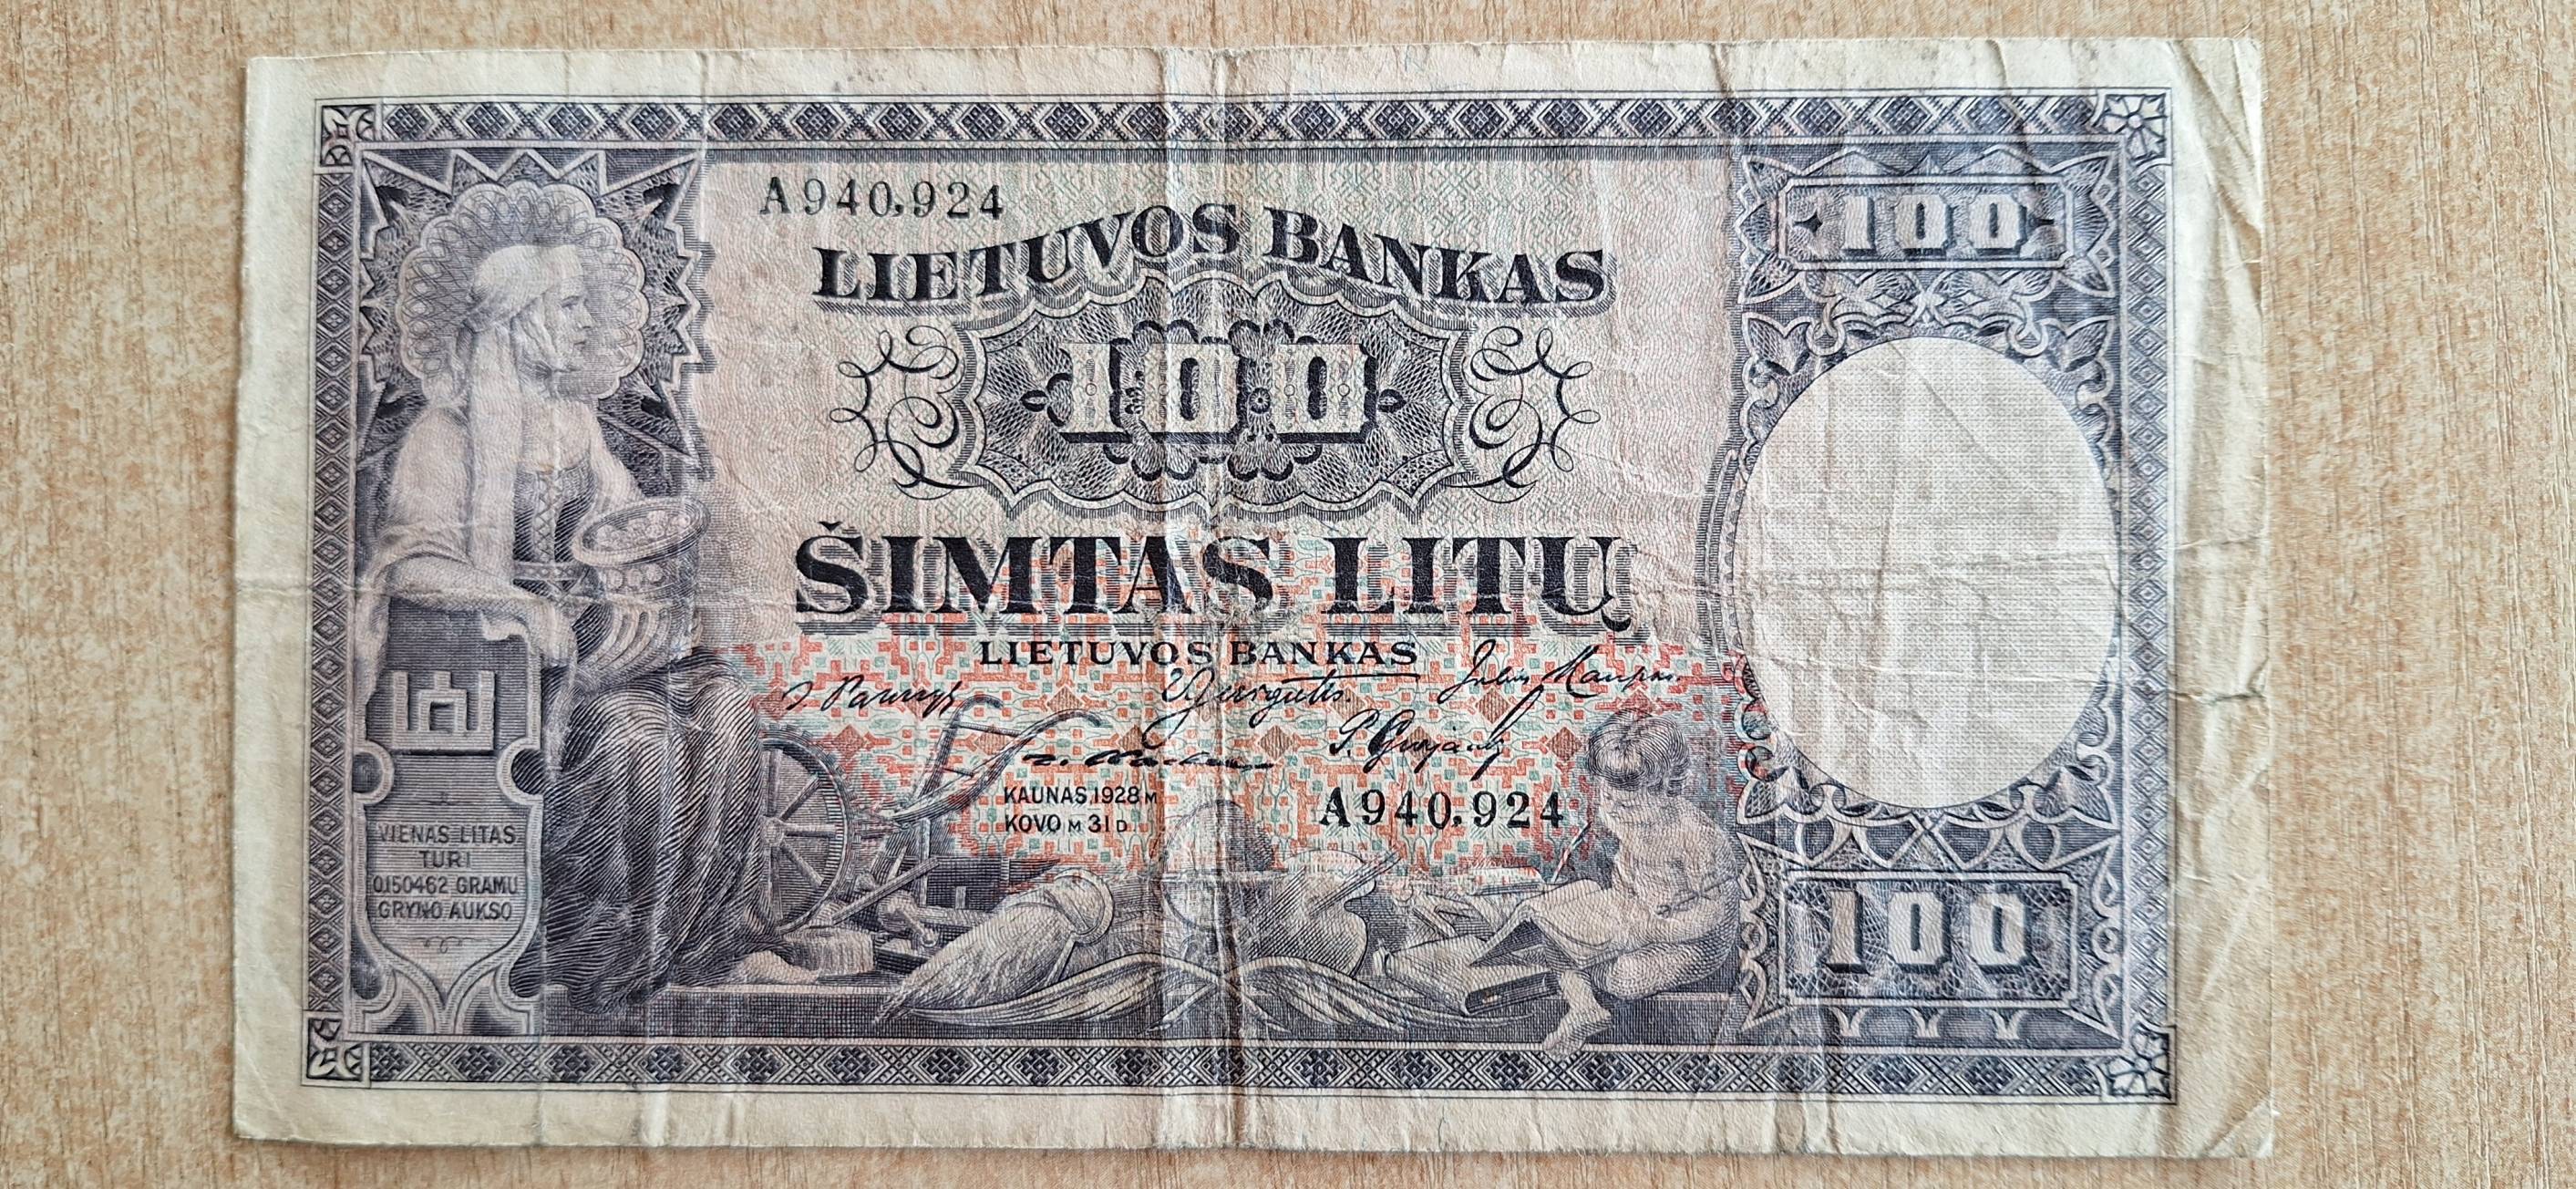 A940,924
LIETUVOS BANKAS
100
100
ŠIMTAS LITŲ
LIETUVOS BANKAS
KAUNAS.1928 M
KOVO M 31 D
A940,924
VIENAS LITAS
TURI
0.150462 GRAMU
GRYNO AUKSO
100